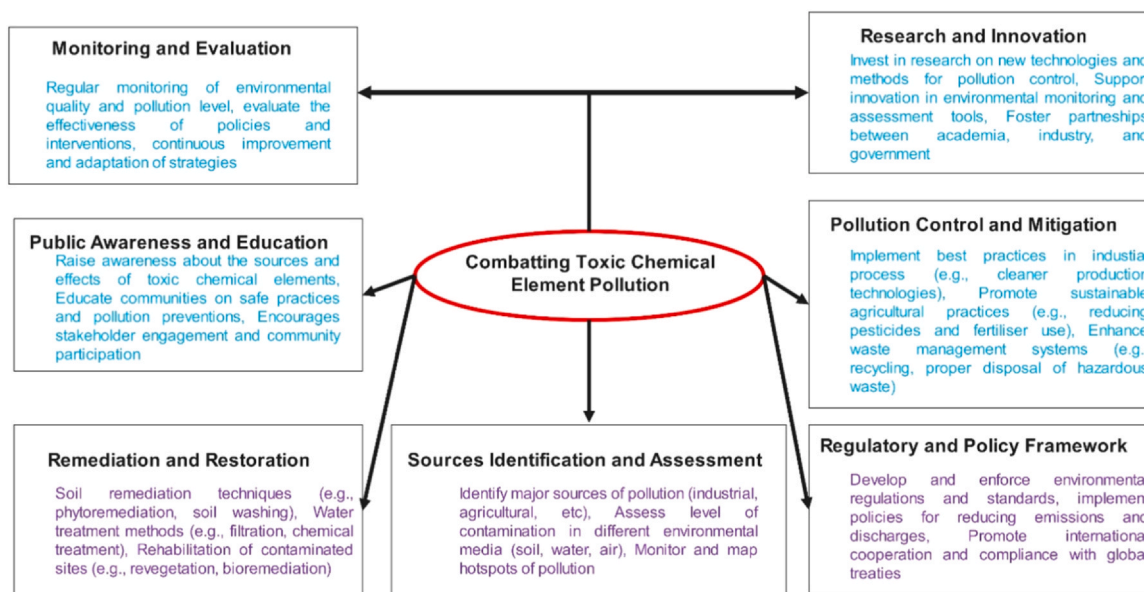 Monitoring and Evaluation
Regular monitoring of environmental
quality and pollution level, evaluate the
effectiveness of policies and
interventions, continuous improvement
and adaptation of strategies
Research and Innovation
Invest in research on new technologies and
methods for pollution control, Suppor
innovation in environmental monitoring and
assessment tools, Foster partneships
between academia, industry, and
government
Public Awareness and Education
Raise awareness about the sources and
effects of toxic chemical elements,
Educate communities on safe practices
and pollution preventions, Encourages
stakeholder engagement and community
participation
Combatting Toxic Chemical
Element Pollution
Pollution Control and Mitigation
Implement best practices in industial
process (e.g., cleaner production
technologies), Promote sustainable
agricultural practices (e.g., reducing
pesticides and fertiliser use), Enhance
waste management systems (e.g.
recycling, proper disposal of hazardous
waste)
Remediation and Restoration
Soil remediation techniques (e.g.,
phytoremediation, soil washing), Water
treatment methods (e.g., filtration, chemical
treatment), Rehabilitation of contaminated
sites (e.g., revegetation, bioremediation)
Sources Identification and Assessment
Identify major sources of pollution (industrial,
agricultural, etc), Assess level of
contamination in different environmental
media (soil, water, air), Monitor and map
hotspots of pollution
Regulatory and Policy Framework
Develop and enforce environmenta
regulations and standards, implemen
policies for reducing emissions and
discharges, Promote internationa
cooperation and compliance with globa
treaties